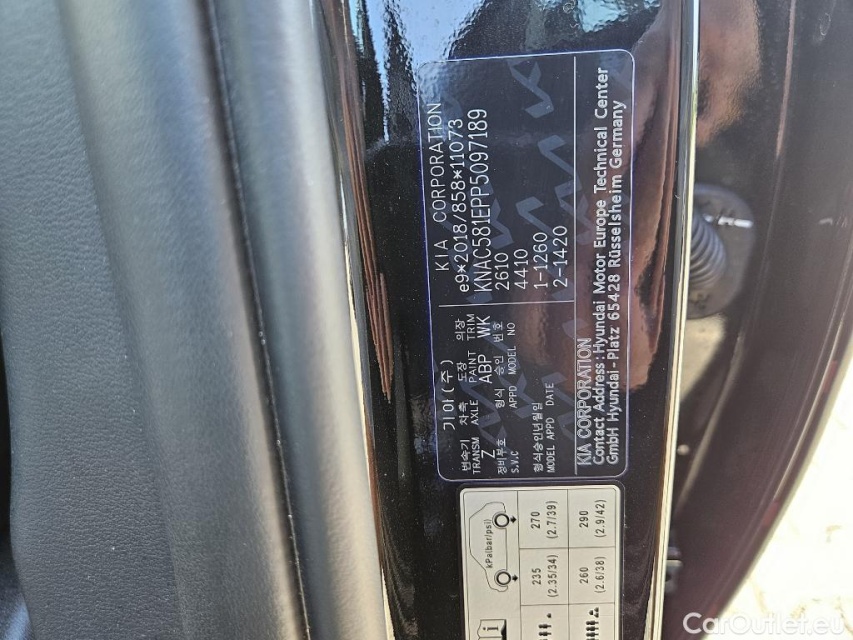 기아(주) KIA CORPORATION
변속기 차축 도장 의장 e9*2018/858*11073
TRANSM AXLE PAINT TRIM KNAC581EPP5097189
Z ABP WK 2610
정비부호 형식 승인 번호 4410
S.V.C APPD MODEL NO 1-1260
형식승인년월일 2-1420
MODEL APPD DATE
KIA CORPORATION
Contact Address : Hyundai Motor Europe Technical Center
GmbH Hyundai-Platz 65428 Rüsselsheim Germany
kPa(bar/psi)
235 270
(2.35/34) (2.7/39)
260 290
(2.6/38) (2.9/42)
CarOutlet.eu